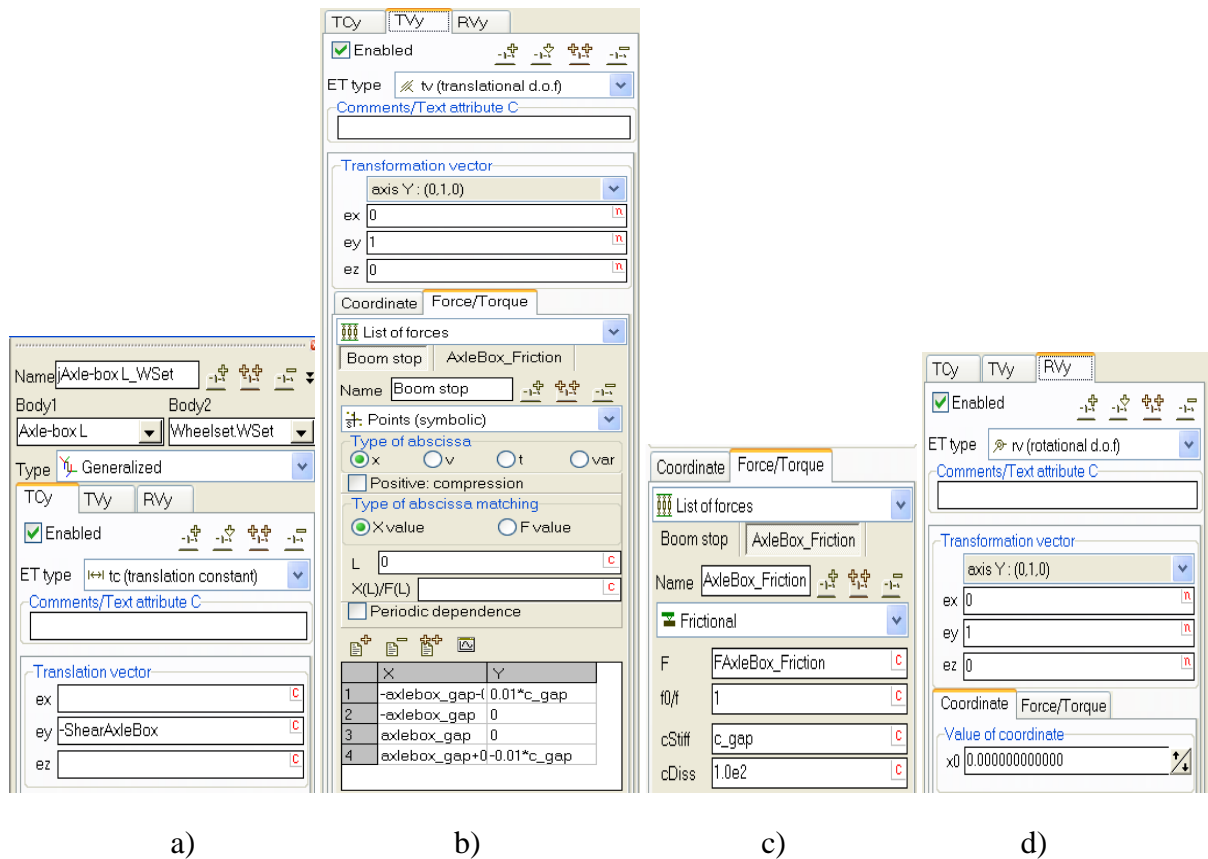 Name jAxle-box L_WSet
Body1 Body2
Axle-box L Wheelset.WSet
Type Generalized
TCy TVy RVy
Enabled
ET type tc (translation constant)
Comments/Text attribute C
Translation vector
ex C
ey -ShearAxleBox C
ez C
a)
TCy TVy RVy
Enabled
ET type tv (translational d.o.f)
Comments/Text attribute C
Transformation vector
axis Y : (0,1,0)
ex 0 n
ey 1 n
ez 0 n
Coordinate Force/Torque
List of forces
Boom stop AxleBox_Friction
Name Boom stop
Points (symbolic)
Type of abscissa
x v t var
Positive: compression
Type of abscissa matching
X value F value
L 0 C
X(L)/F(L) C
Periodic dependence
X Y
1 -axlebox_gap-( 0.01*c_gap
2 -axlebox_gap 0
3 axlebox_gap 0
4 axlebox_gap+0 -0.01*c_gap
b)
Coordinate Force/Torque
List of forces
Boom stop AxleBox_Friction
Name AxleBox_Friction
Frictional
F FAxleBox_Friction C
f0/f 1 C
cStiff c_gap C
cDiss 1.0e2 C
c)
TCy TVy RVy
Enabled
ET type rv (rotational d.o.f)
Comments/Text attribute C
Transformation vector
axis Y : (0,1,0)
ex 0 n
ey 1 n
ez 0 n
Coordinate Force/Torque
Value of coordinate
x0 0.000000000000
d)